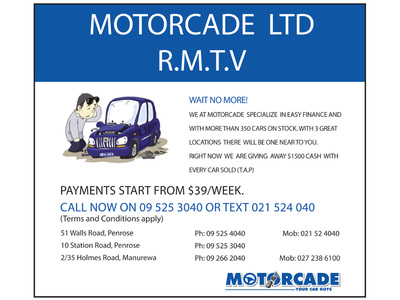 MOTORCADE LTD
R.M.T.V
WAIT NO MORE!
WE AT MOTORCADE SPECIALIZE IN EASY FINANCE AND
WITH MORE THAN 350 CARS ON STOCK. WITH 3 GREAT
LOCATIONS THERE WILL BE ONE NEAR TO YOU.
RIGHT NOW WE ARE GIVING AWAY $1500 CASH WITH
EVERY CAR SOLD (T.A.P)
PAYMENTS START FROM $39/WEEK.
CALL NOW ON 09 525 3040 OR TEXT 021 524 040
(Terms and Conditions apply)
51 Walls Road, Penrose Ph: 09 525 4040 Mob: 021 52 4040
10 Station Road, Penrose Ph: 09 525 3040
2/35 Holmes Road, Manurewa Ph: 09 266 2040 Mob: 027 238 6100
MOTORCADE
YOUR CAR GUYS